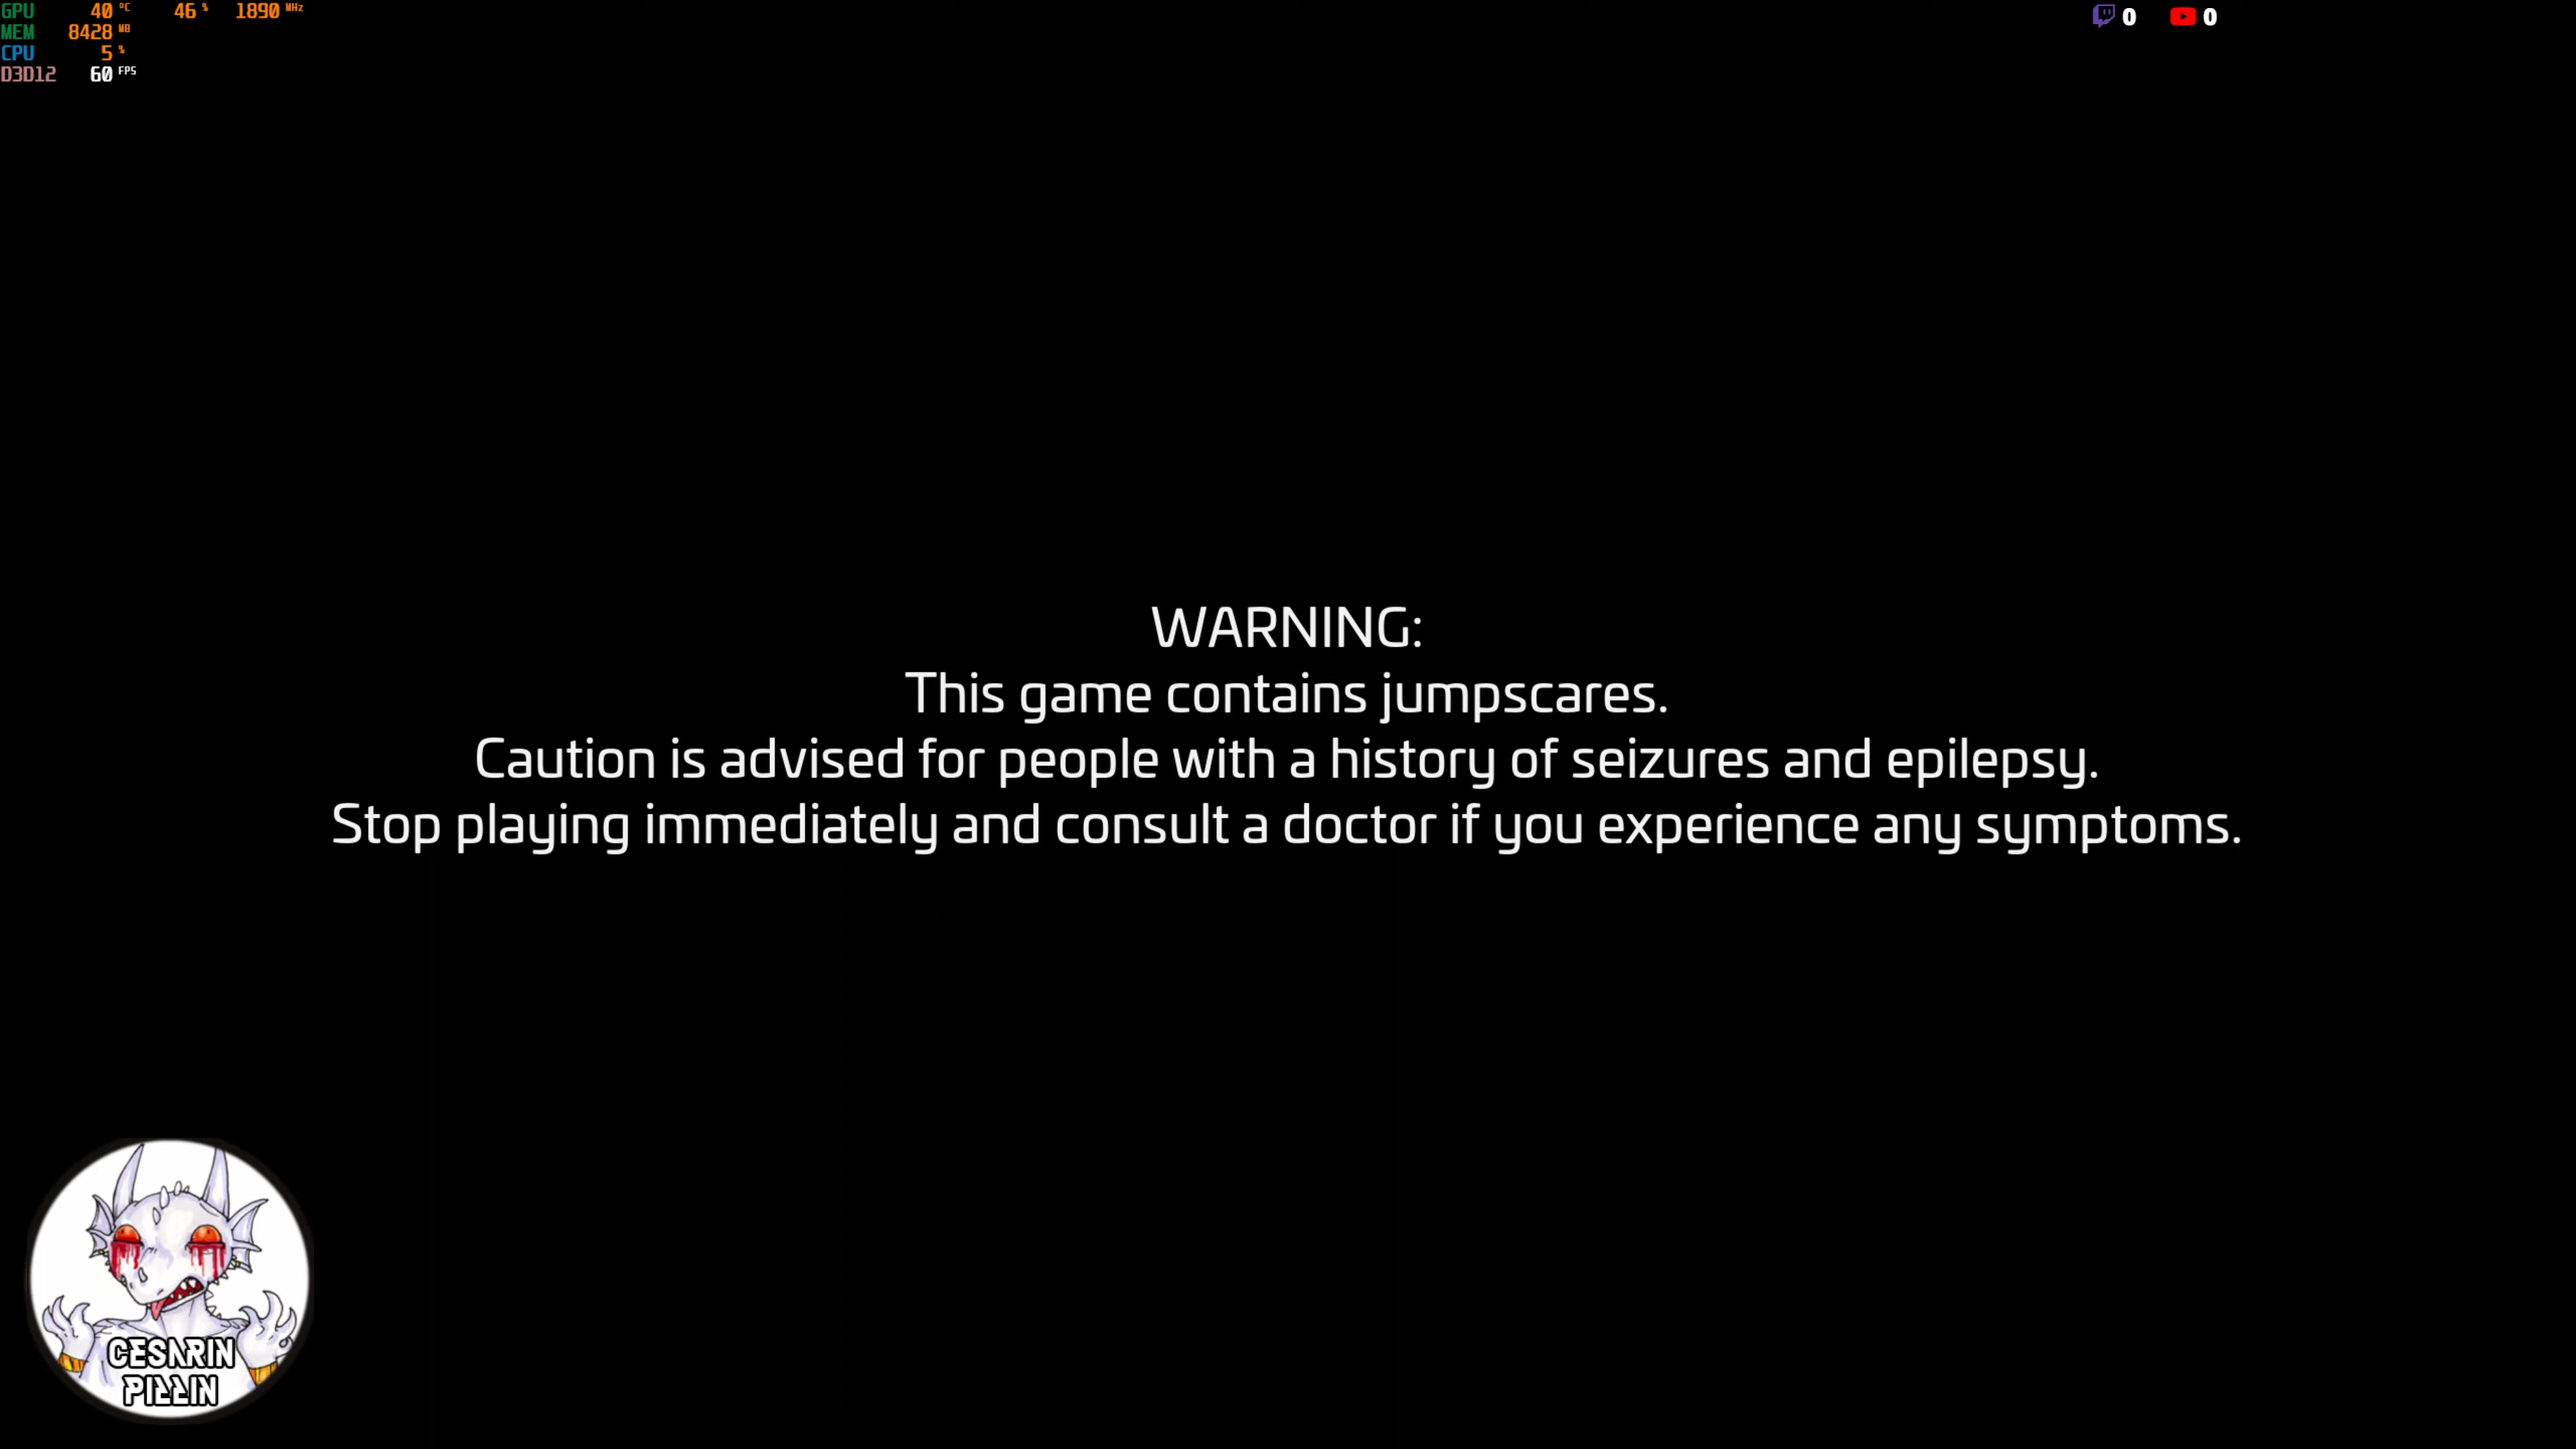 GPU 40 °C 46 % 1890 MHz
MEM 8428 MB
CPU 5 %
D3D12 60 FPS
0 0
WARNING:
This game contains jumpscares.
Caution is advised for people with a history of seizures and epilepsy.
Stop playing immediately and consult a doctor if you experience any symptoms.
CESARIN
PILLIN